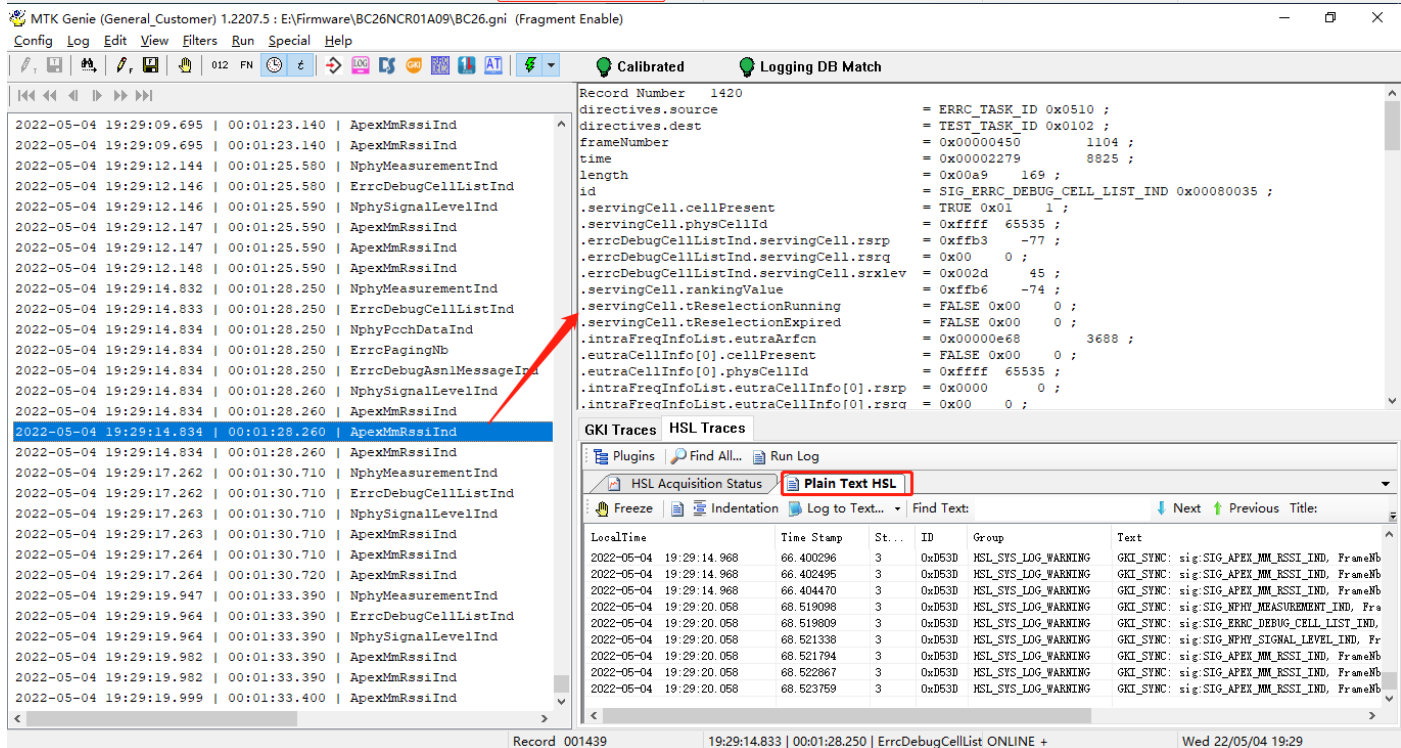 MTK Genie (General_Customer) 1.2207.5 : E:\Firmware\BC26NCR01A09\BC26.gni (Fragment Enable)
Config Log Edit View Filters Run Special Help
012 FN t LOG GKI AT
Calibrated Logging DB Match
2022-05-04 19:29:09.695 | 00:01:23.140 | ApexMmRssiInd
2022-05-04 19:29:09.695 | 00:01:23.140 | ApexMmRssiInd
2022-05-04 19:29:12.144 | 00:01:25.580 | NphyMeasurementInd
2022-05-04 19:29:12.146 | 00:01:25.580 | ErrcDebugCellListInd
2022-05-04 19:29:12.146 | 00:01:25.590 | NphySignalLevelInd
2022-05-04 19:29:12.147 | 00:01:25.590 | ApexMmRssiInd
2022-05-04 19:29:12.147 | 00:01:25.590 | ApexMmRssiInd
2022-05-04 19:29:12.148 | 00:01:25.590 | ApexMmRssiInd
2022-05-04 19:29:14.832 | 00:01:28.250 | NphyMeasurementInd
2022-05-04 19:29:14.833 | 00:01:28.250 | ErrcDebugCellListInd
2022-05-04 19:29:14.834 | 00:01:28.250 | NphyPcchDataInd
2022-05-04 19:29:14.834 | 00:01:28.250 | ErrcPagingNb
2022-05-04 19:29:14.834 | 00:01:28.250 | ErrcDebugAsn1MessageInd
2022-05-04 19:29:14.834 | 00:01:28.260 | NphySignalLevelInd
2022-05-04 19:29:14.834 | 00:01:28.260 | ApexMmRssiInd
2022-05-04 19:29:14.834 | 00:01:28.260 | ApexMmRssiInd
2022-05-04 19:29:14.834 | 00:01:28.260 | ApexMmRssiInd
2022-05-04 19:29:17.262 | 00:01:30.710 | NphyMeasurementInd
2022-05-04 19:29:17.262 | 00:01:30.710 | ErrcDebugCellListInd
2022-05-04 19:29:17.263 | 00:01:30.710 | NphySignalLevelInd
2022-05-04 19:29:17.263 | 00:01:30.710 | ApexMmRssiInd
2022-05-04 19:29:17.264 | 00:01:30.710 | ApexMmRssiInd
2022-05-04 19:29:17.264 | 00:01:30.720 | ApexMmRssiInd
2022-05-04 19:29:19.947 | 00:01:33.390 | NphyMeasurementInd
2022-05-04 19:29:19.964 | 00:01:33.390 | ErrcDebugCellListInd
2022-05-04 19:29:19.964 | 00:01:33.390 | NphySignalLevelInd
2022-05-04 19:29:19.982 | 00:01:33.390 | ApexMmRssiInd
2022-05-04 19:29:19.982 | 00:01:33.390 | ApexMmRssiInd
2022-05-04 19:29:19.999 | 00:01:33.400 | ApexMmRssiInd
Record Number 1420
directives.source = ERRC_TASK_ID 0x0510 ;
directives.dest = TEST_TASK_ID 0x0102 ;
frameNumber = 0x00000450 1104 ;
time = 0x00002279 8825 ;
length = 0x00a9 169 ;
id = SIG_ERRC_DEBUG_CELL_LIST_IND 0x00080035 ;
.servingCell.cellPresent = TRUE 0x01 1 ;
.servingCell.physCellId = 0xffff 65535 ;
.errcDebugCellListInd.servingCell.rsrp = 0xffb3 -77 ;
.errcDebugCellListInd.servingCell.rsrq = 0x00 0 ;
.errcDebugCellListInd.servingCell.srxlev = 0x002d 45 ;
.servingCell.rankingValue = 0xffb6 -74 ;
.servingCell.tReselectionRunning = FALSE 0x00 0 ;
.servingCell.tReselectionExpired = FALSE 0x00 0 ;
.intraFreqInfoList.eutraArfcn = 0x00000e68 3688 ;
.eutraCellInfo[0].cellPresent = FALSE 0x00 0 ;
.eutraCellInfo[0].physCellId = 0xffff 65535 ;
.intraFreqInfoList.eutraCellInfo[0].rsrp = 0x0000 0 ;
.intraFreqInfoList.eutraCellInfo[0].rsrq = 0x00 0 ;
GKI Traces HSL Traces
Plugins Find All... Run Log
HSL Acquisition Status Plain Text HSL
Freeze Indentation Log to Text... Find Text: Next Previous Title:
LocalTime Time Stamp St... ID Group Text
2022-05-04 19:29:14.968 66.400296 3 0xD53D HSL_SYS_LOG_WARNING GKI_SYNC: sig:SIG_APEX_MM_RSSI_IND, FrameNb
2022-05-04 19:29:14.968 66.402495 3 0xD53D HSL_SYS_LOG_WARNING GKI_SYNC: sig:SIG_APEX_MM_RSSI_IND, FrameNb
2022-05-04 19:29:14.968 66.404470 3 0xD53D HSL_SYS_LOG_WARNING GKI_SYNC: sig:SIG_APEX_MM_RSSI_IND, FrameNb
2022-05-04 19:29:20.058 68.519098 3 0xD53D HSL_SYS_LOG_WARNING GKI_SYNC: sig:SIG_NPHY_MEASUREMENT_IND, Fra
2022-05-04 19:29:20.058 68.519809 3 0xD53D HSL_SYS_LOG_WARNING GKI_SYNC: sig:SIG_ERRC_DEBUG_CELL_LIST_IND,
2022-05-04 19:29:20.058 68.521338 3 0xD53D HSL_SYS_LOG_WARNING GKI_SYNC: sig:SIG_NPHY_SIGNAL_LEVEL_IND, Fr
2022-05-04 19:29:20.058 68.521794 3 0xD53D HSL_SYS_LOG_WARNING GKI_SYNC: sig:SIG_APEX_MM_RSSI_IND, FrameNb
2022-05-04 19:29:20.058 68.522867 3 0xD53D HSL_SYS_LOG_WARNING GKI_SYNC: sig:SIG_APEX_MM_RSSI_IND, FrameNb
2022-05-04 19:29:20.058 68.523759 3 0xD53D HSL_SYS_LOG_WARNING GKI_SYNC: sig:SIG_APEX_MM_RSSI_IND, FrameNb
Record 001439 19:29:14.833 | 00:01:28.250 | ErrcDebugCellList ONLINE + Wed 22/05/04 19:29